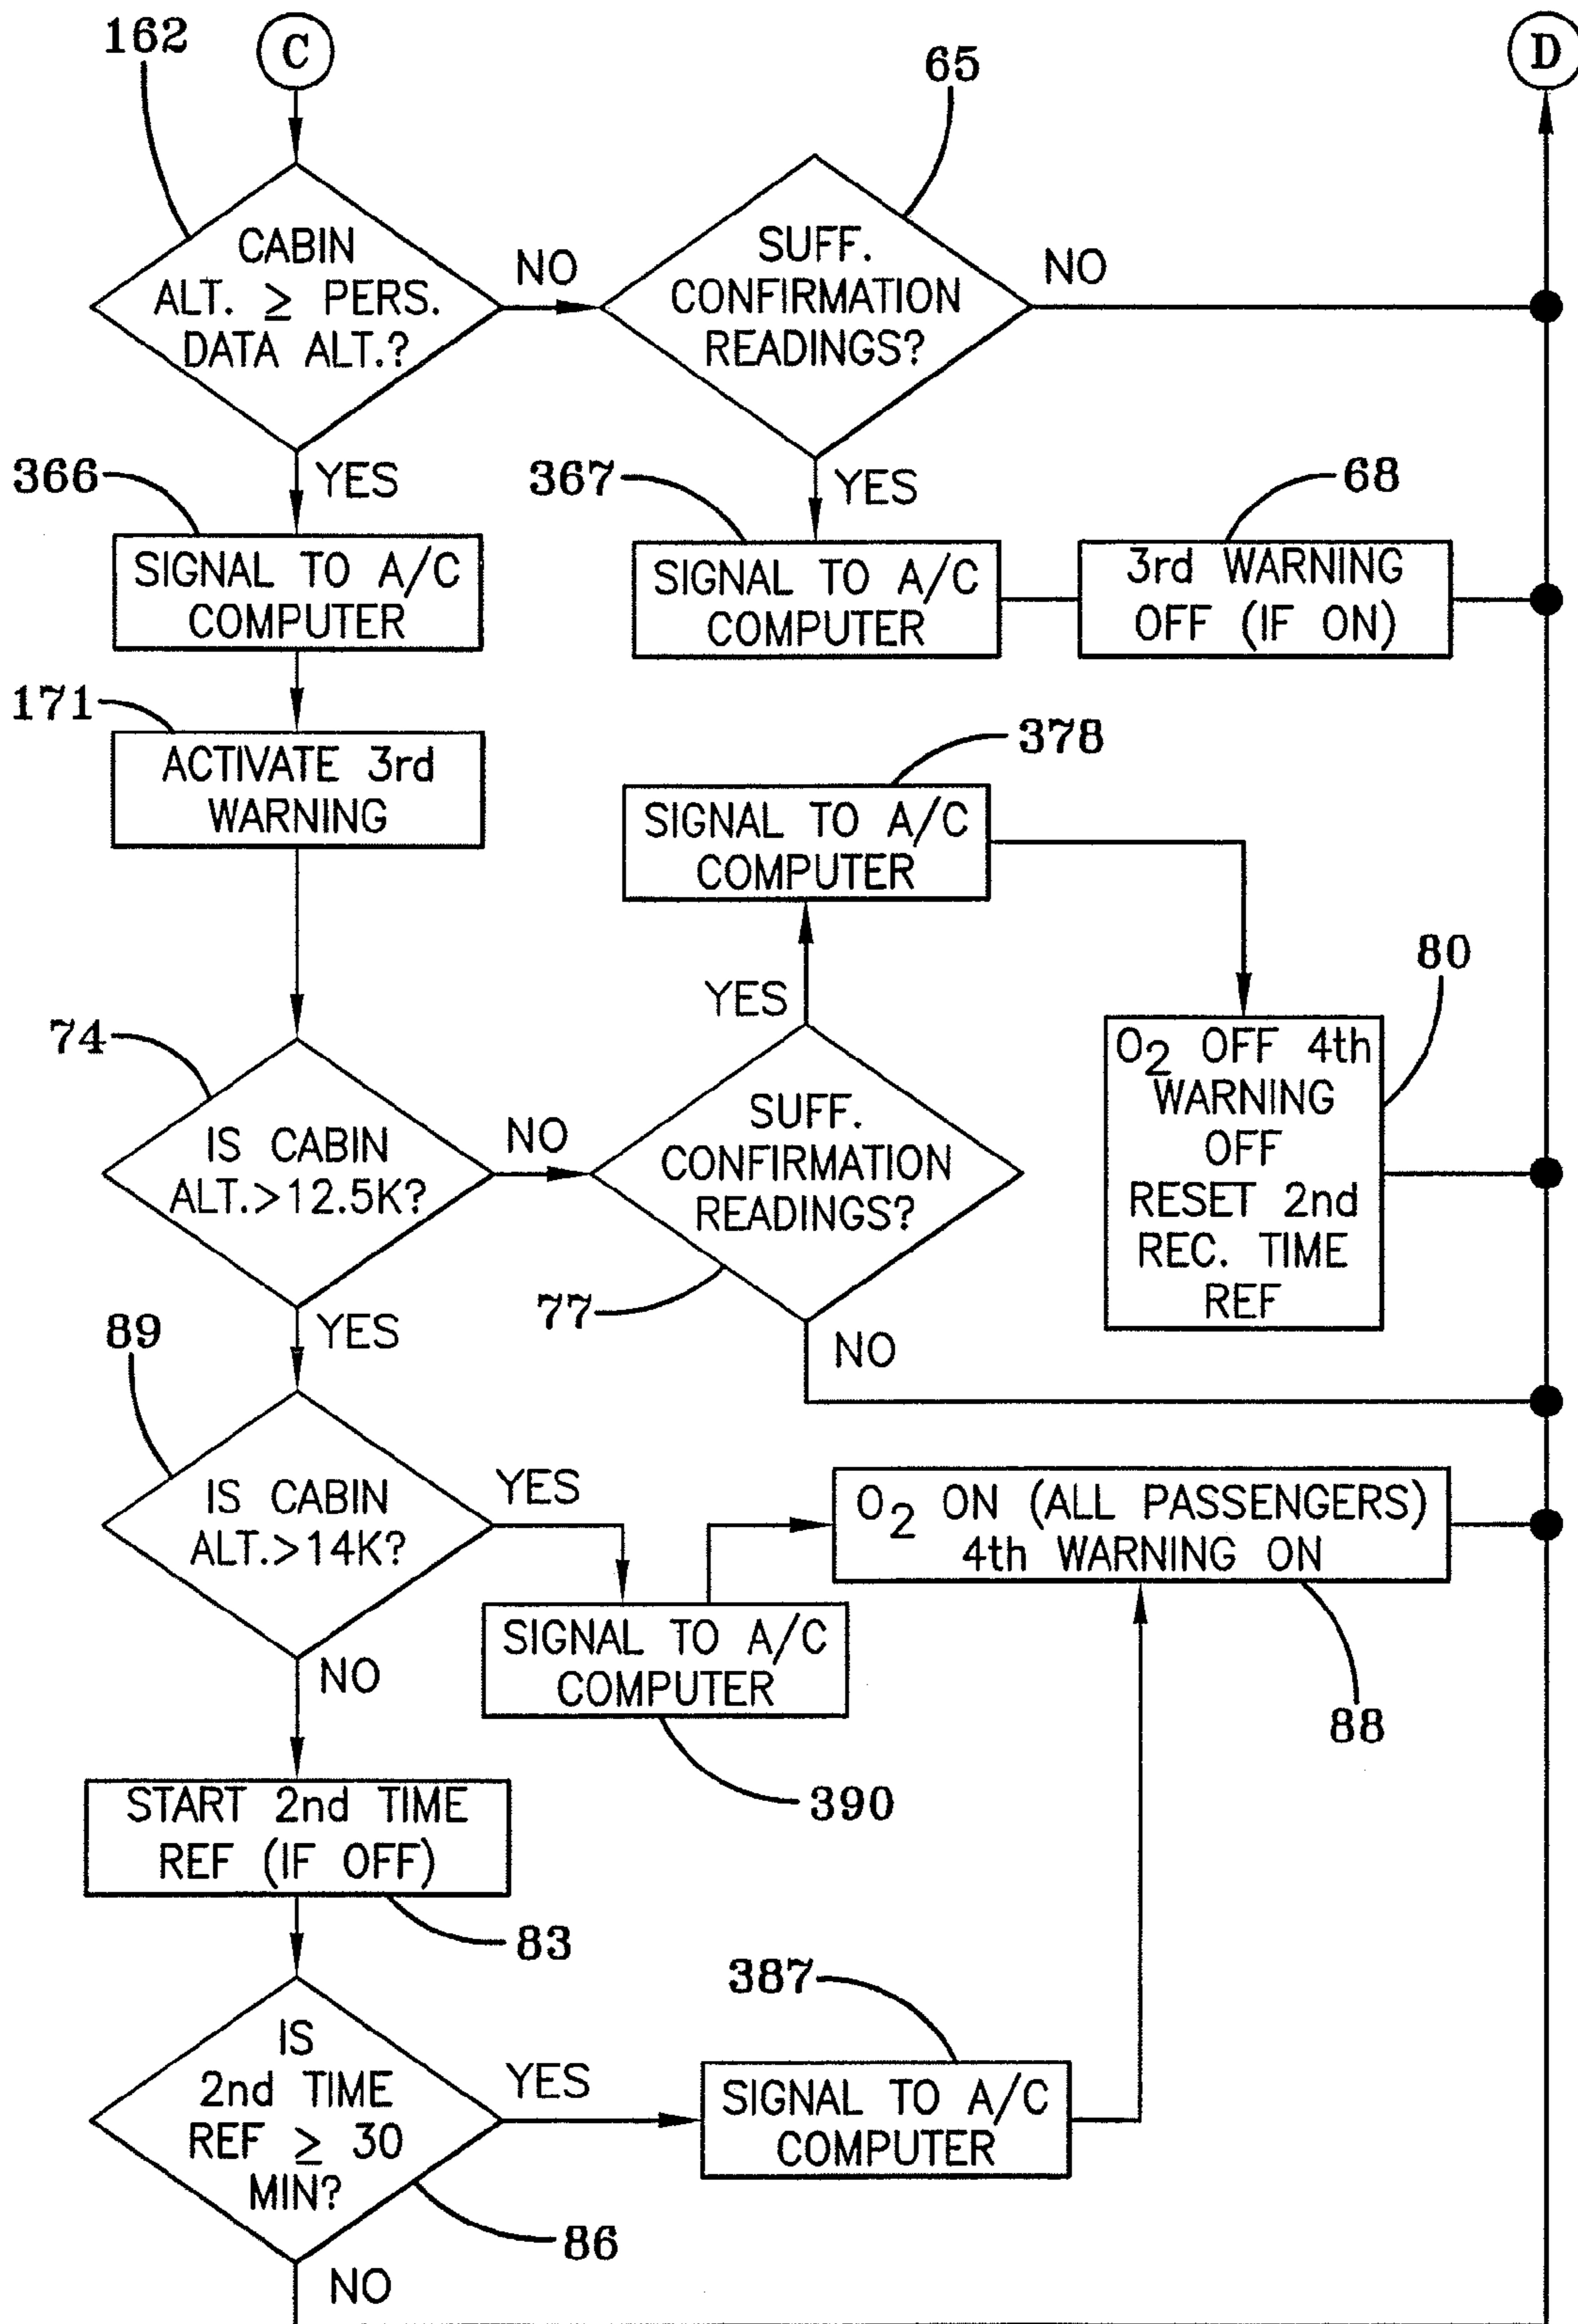 162
C
65
D
CABIN
ALT. ≥ PERS.
DATA ALT.?
NO
SUFF.
CONFIRMATION
READINGS?
NO
366
YES
367
YES
68
SIGNAL TO A/C
COMPUTER
SIGNAL TO A/C
COMPUTER
3rd WARNING
OFF (IF ON)
171
ACTIVATE 3rd
WARNING
378
SIGNAL TO A/C
COMPUTER
80
YES
74
IS CABIN
ALT.>12.5K?
NO
SUFF.
CONFIRMATION
READINGS?
O2 OFF 4th
WARNING
OFF
RESET 2nd
REC. TIME
REF
77
NO
89
YES
IS CABIN
ALT.>14K?
YES
O2 ON (ALL PASSENGERS)
4th WARNING ON
SIGNAL TO A/C
COMPUTER
88
390
NO
START 2nd TIME
REF (IF OFF)
83
387
IS
2nd TIME
REF ≥ 30
MIN?
YES
SIGNAL TO A/C
COMPUTER
86
NO